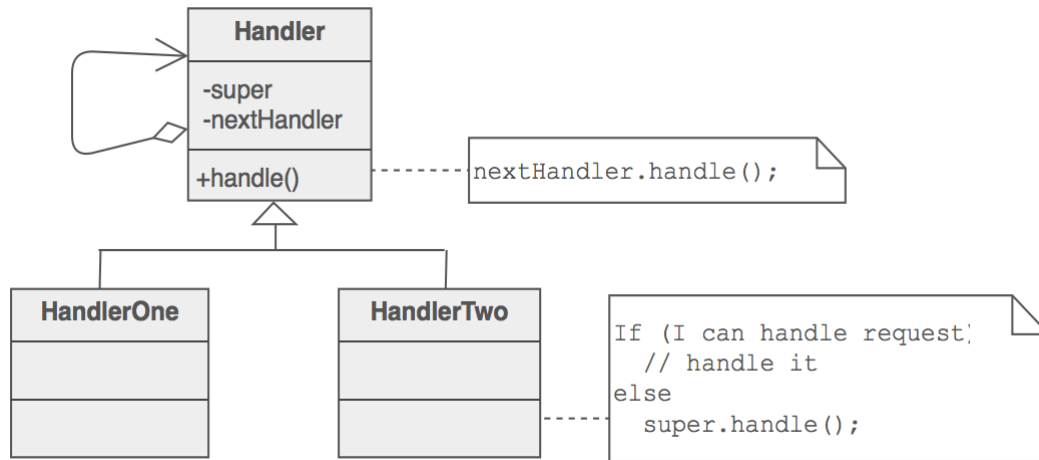 Handler
-super
-nextHandler
+handle()
nextHandler.handle();
HandlerOne
HandlerTwo
If (I can handle request)
// handle it
else
super.handle();